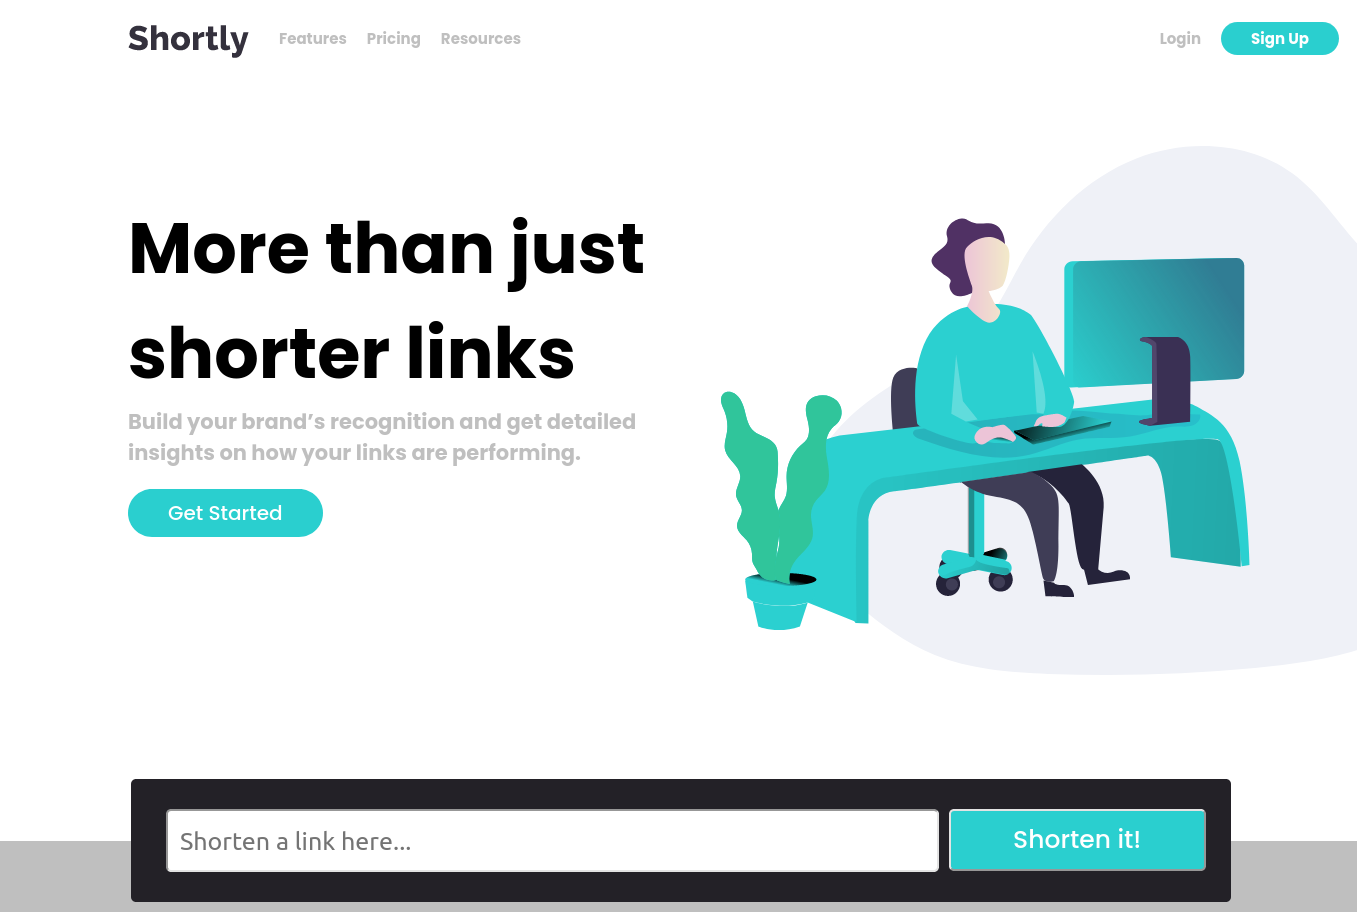 Shortly Features Pricing Resources Login Sign Up
More than just
shorter links
Build your brand’s recognition and get detailed
insights on how your links are performing.
Get Started
Shorten a link here... Shorten it!